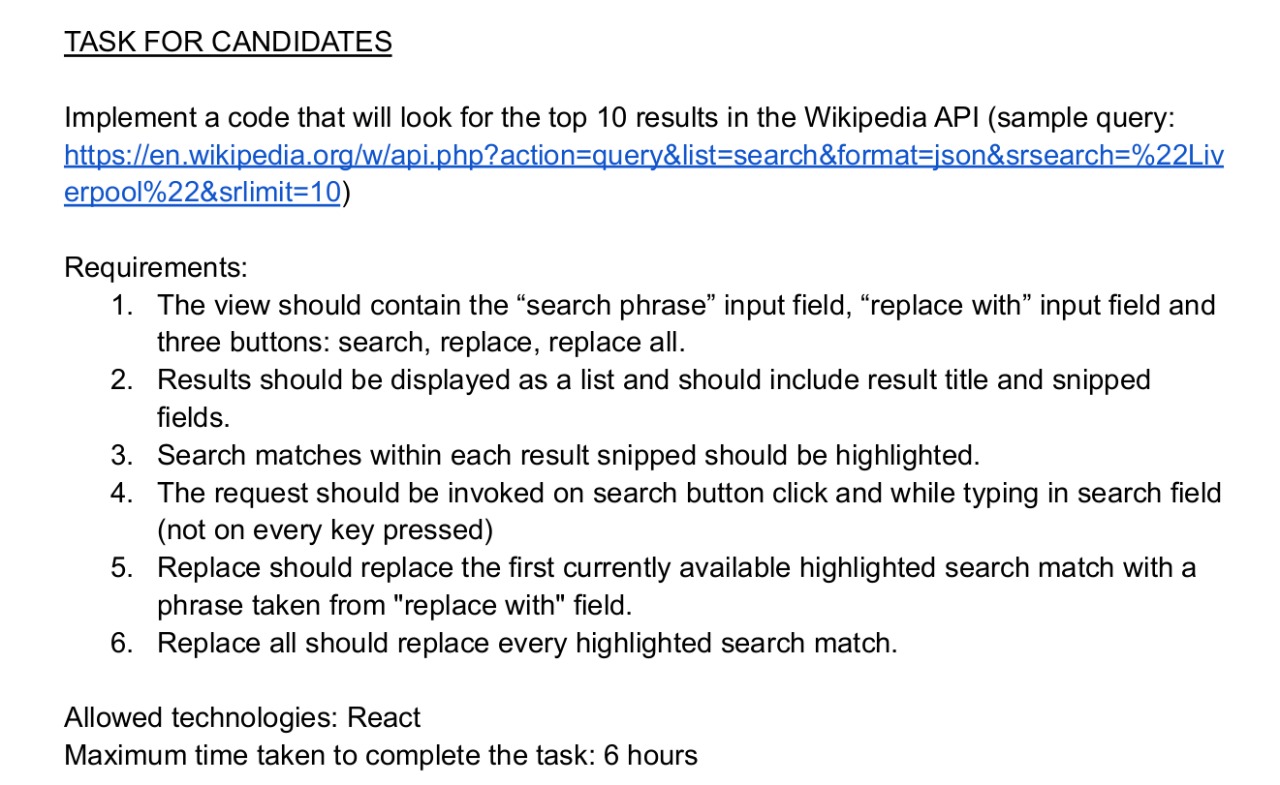 TASK FOR CANDIDATES
Implement a code that will look for the top 10 results in the Wikipedia API (sample query:
https://en.wikipedia.org/w/api.php?action=query&list=search&format=json&srsearch=%22Liv
erpool%22&srlimit=10)
Requirements:
1. The view should contain the “search phrase” input field, “replace with” input field and
three buttons: search, replace, replace all.
2. Results should be displayed as a list and should include result title and snipped
fields.
3. Search matches within each result snipped should be highlighted.
4. The request should be invoked on search button click and while typing in search field
(not on every key pressed)
5. Replace should replace the first currently available highlighted search match with a
phrase taken from "replace with" field.
6. Replace all should replace every highlighted search match.
Allowed technologies: React
Maximum time taken to complete the task: 6 hours